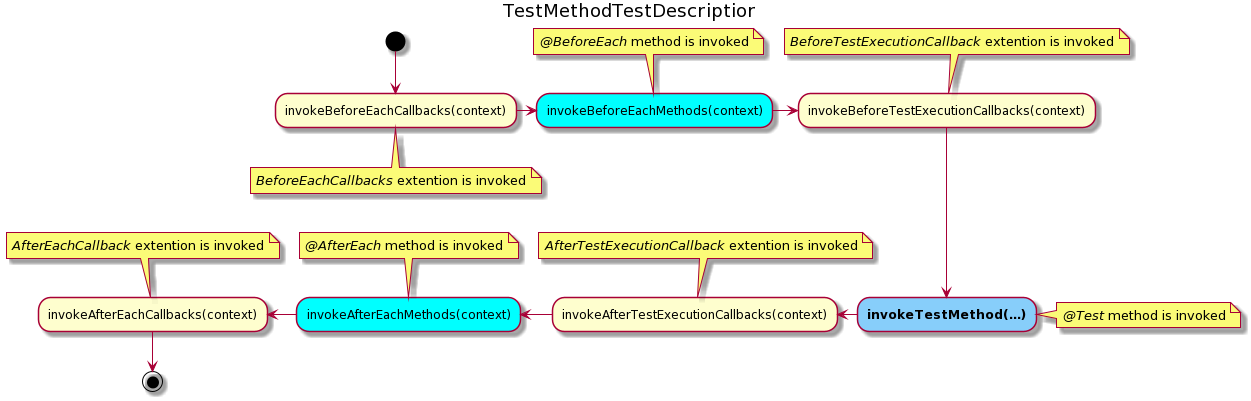 TestMethodTestDescriptior
@BeforeEach method is invoked
BeforeTestExecutionCallback extention is invoked
invokeBeforeEachCallbacks(context)
invokeBeforeEachMethods(context)
invokeBeforeTestExecutionCallbacks(context)
BeforeEachCallbacks extention is invoked
AfterEachCallback extention is invoked
@AfterEach method is invoked
AfterTestExecutionCallback extention is invoked
invokeAfterEachCallbacks(context)
invokeAfterEachMethods(context)
invokeAfterTestExecutionCallbacks(context)
invokeTestMethod(...)
@Test method is invoked